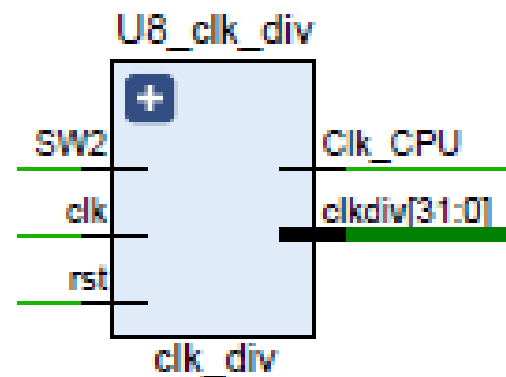 U8_clk_div
+
SW2 Clk_CPU
clk clkdiv[31:0]
rst
clk_div